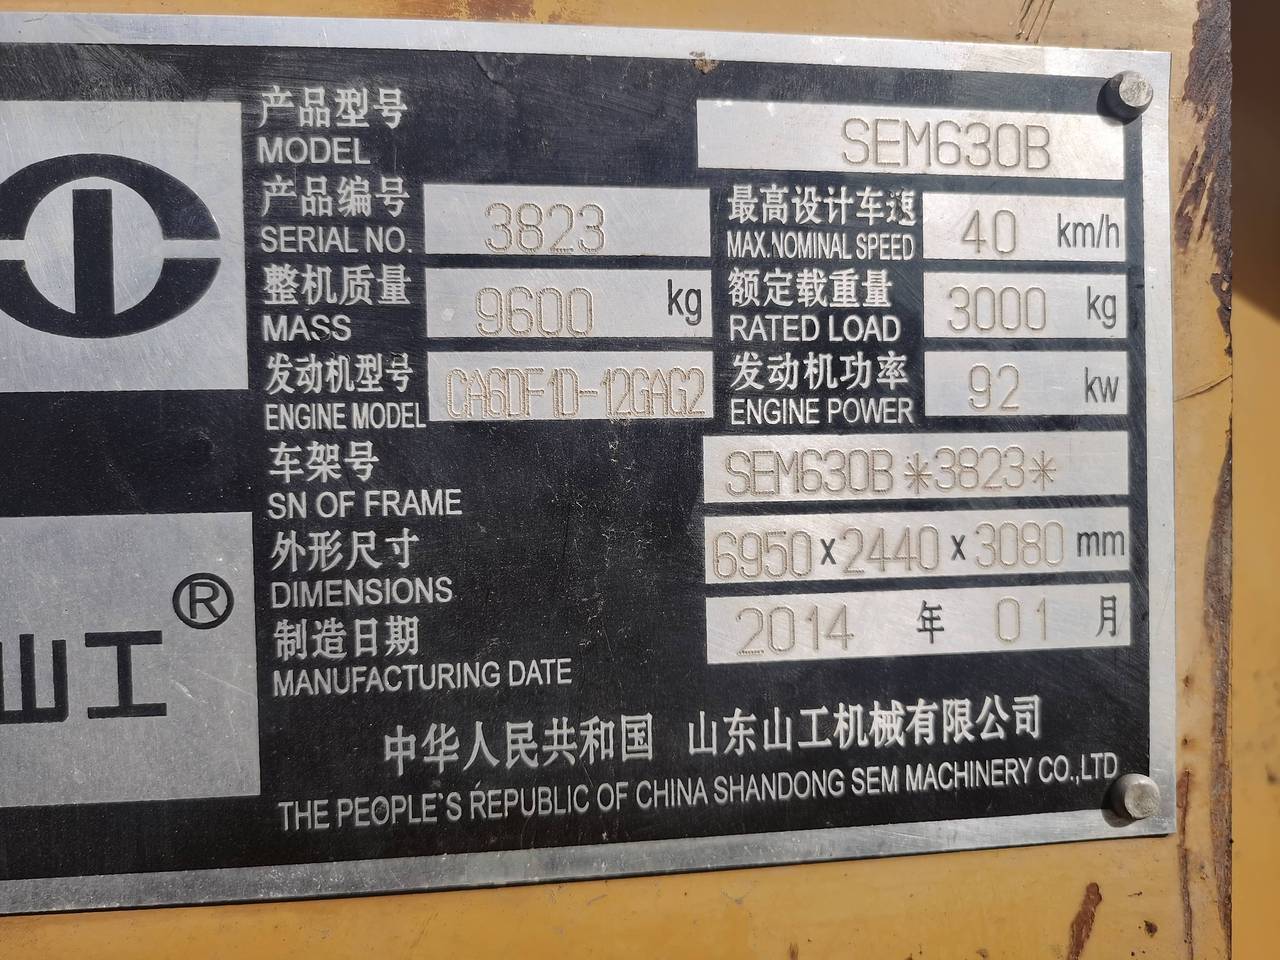 产品型号
MODEL SEM630B
产品编号 最高设计车速
SERIAL NO. 3823 MAX.NOMINAL SPEED 40 km/h
整机质量 额定载重量
MASS 9600 kg RATED LOAD 3000 kg
发动机型号 发动机功率
ENGINE MODEL CA6DF1D-12GAG2 ENGINE POWER 92 kw
车架号
SN OF FRAME SEM630B*3823*
外形尺寸
DIMENSIONS 6950x2440x3080 mm
制造日期
MANUFACTURING DATE 2014 年 01 月
山工®
中华人民共和国 山东山工机械有限公司
THE PEOPLE'S REPUBLIC OF CHINA SHANDONG SEM MACHINERY CO.,LTD